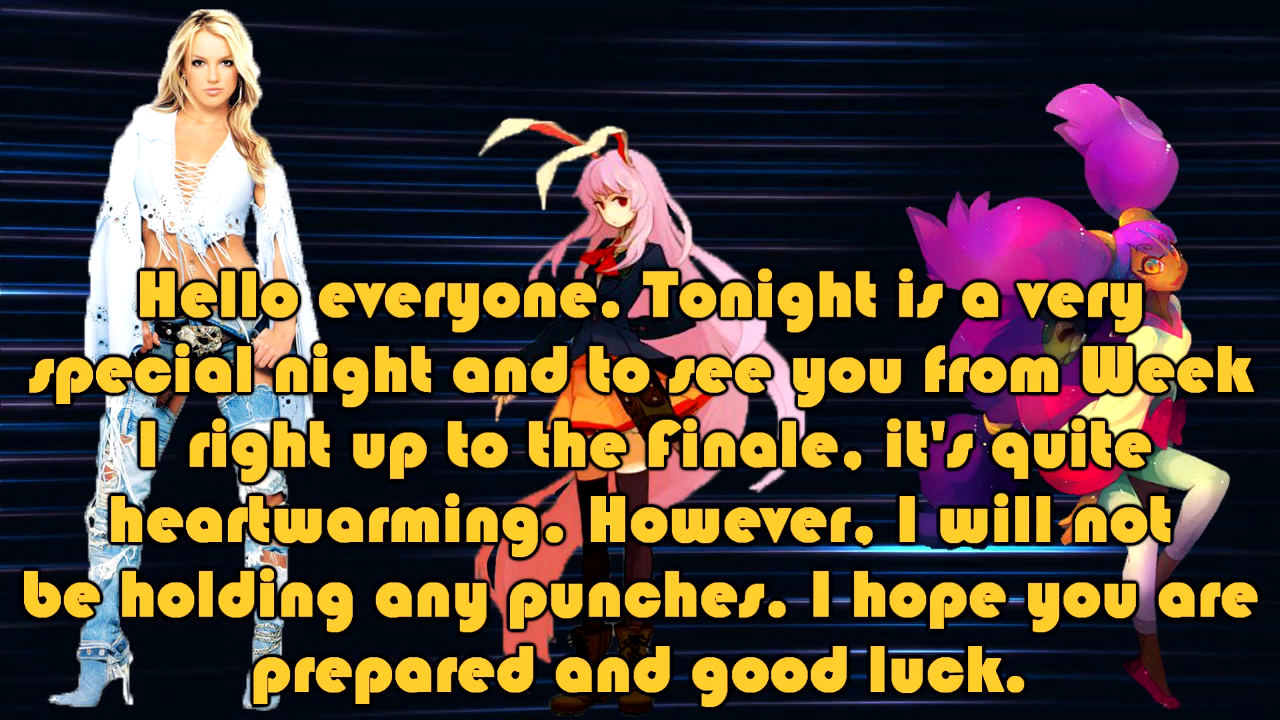 Hello everyone. Tonight is a very
special night and to see you from Week
1 right up to the Finale, it's quite
heartwarming. However, I will not
be holding any punches. I hope you are
prepared and good luck.